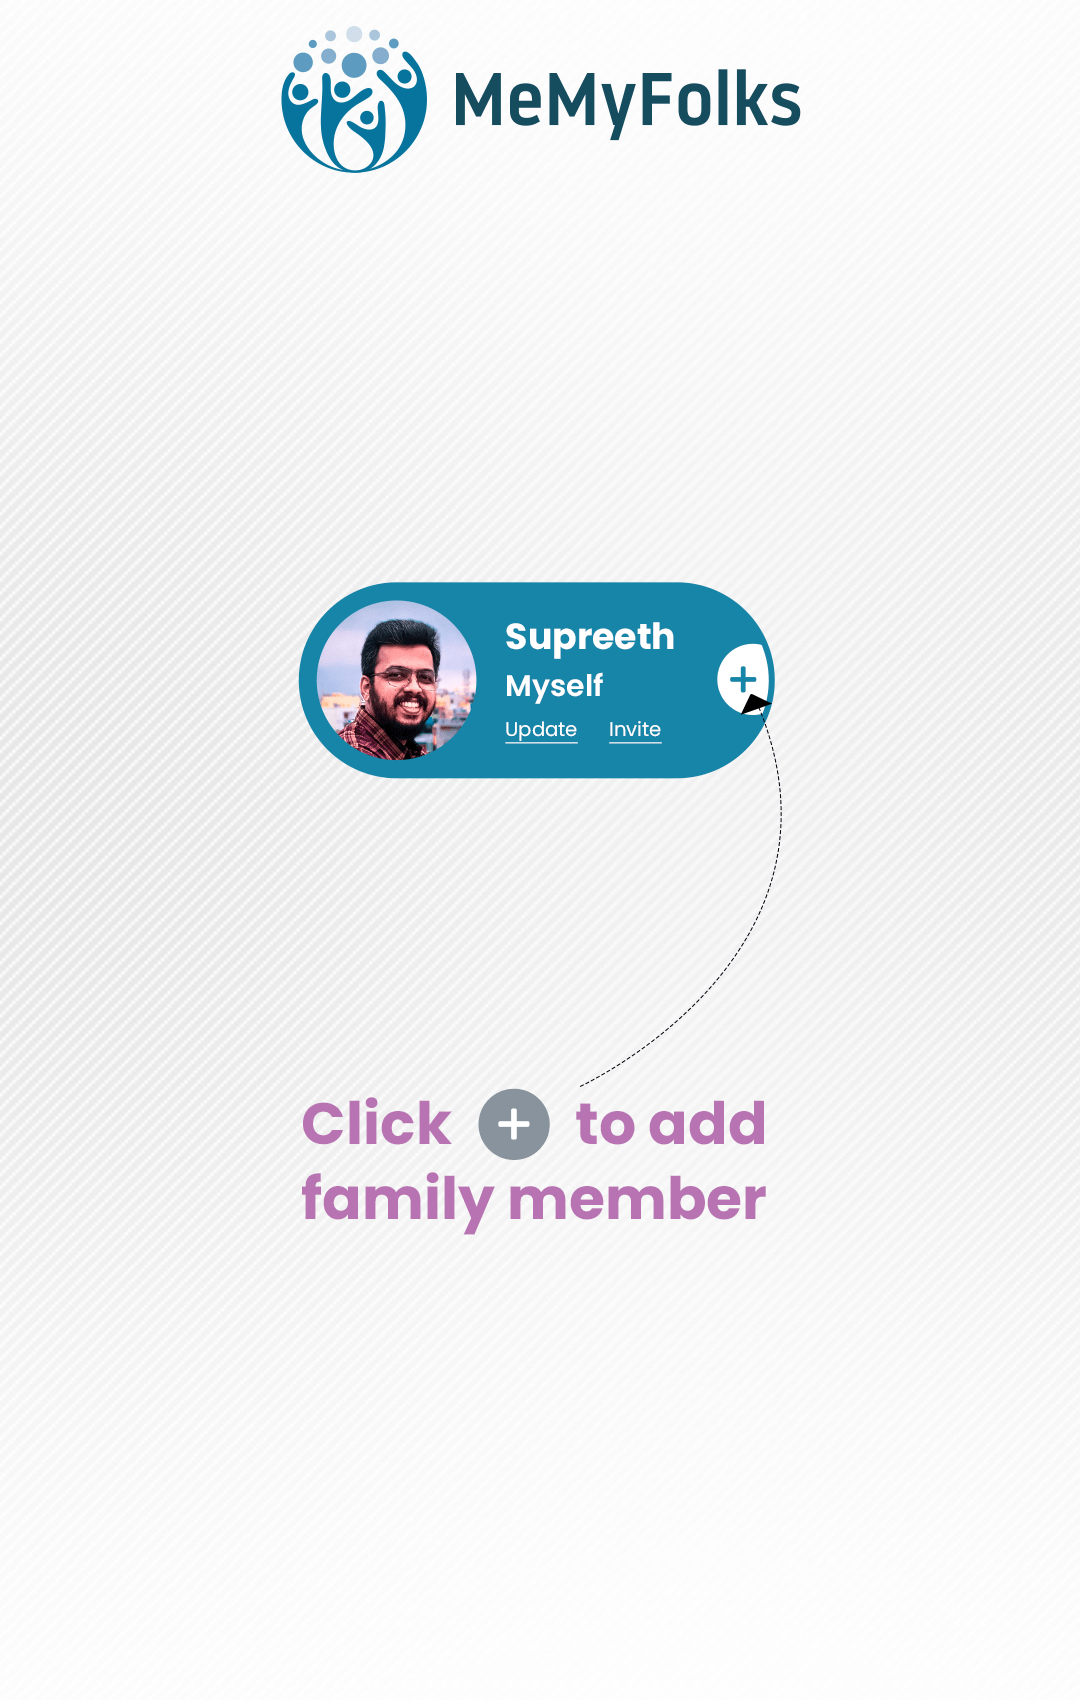 MeMyFolks
Supreeth
Myself
Update Invite
Click + to add
family member